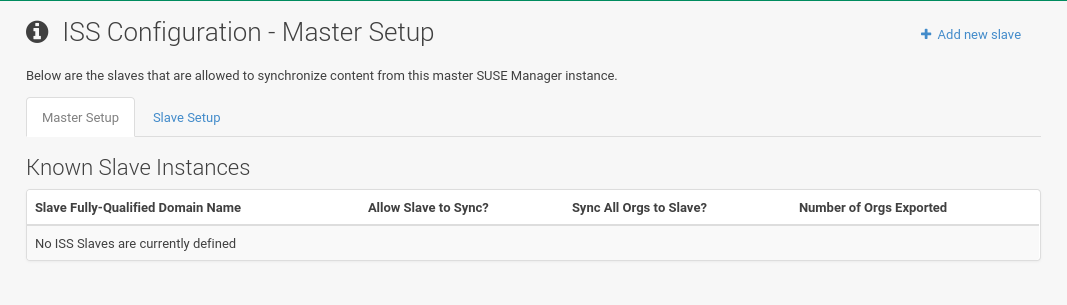 ISS Configuration - Master Setup
Add new slave
Below are the slaves that are allowed to synchronize content from this master SUSE Manager instance.
Master Setup
Slave Setup
Known Slave Instances
Slave Fully-Qualified Domain Name
Allow Slave to Sync?
Sync All Orgs to Slave?
Number of Orgs Exported
No ISS Slaves are currently defined